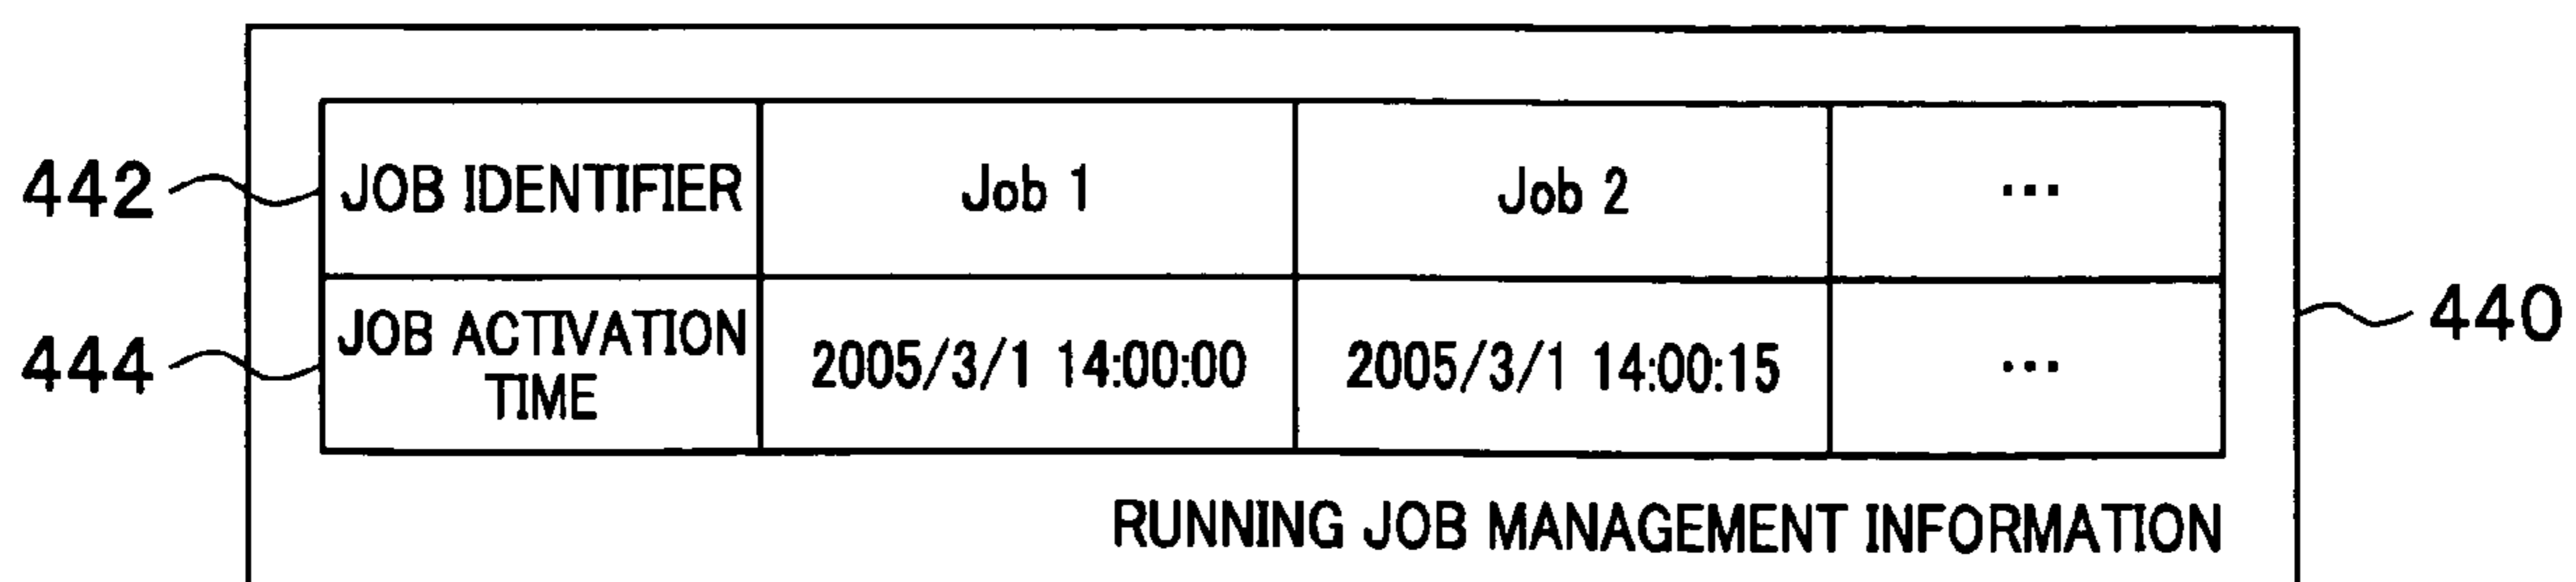 442 JOB IDENTIFIER Job 1 Job 2 ...
444 JOB ACTIVATION TIME 2005/3/1 14:00:00 2005/3/1 14:00:15 ...
440
RUNNING JOB MANAGEMENT INFORMATION